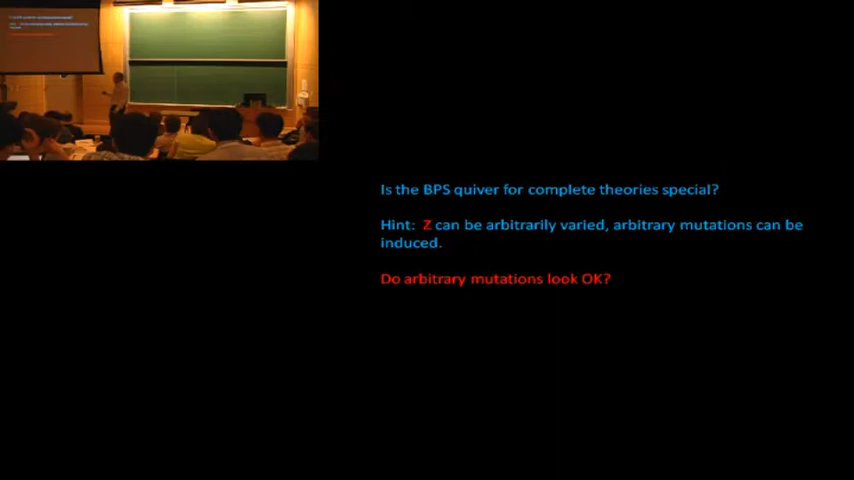 Is the BPS quiver for complete theories special?
Hint: Z can be arbitrarily varied, arbitrary mutations can be
induced.
Do arbitrary mutations look OK?